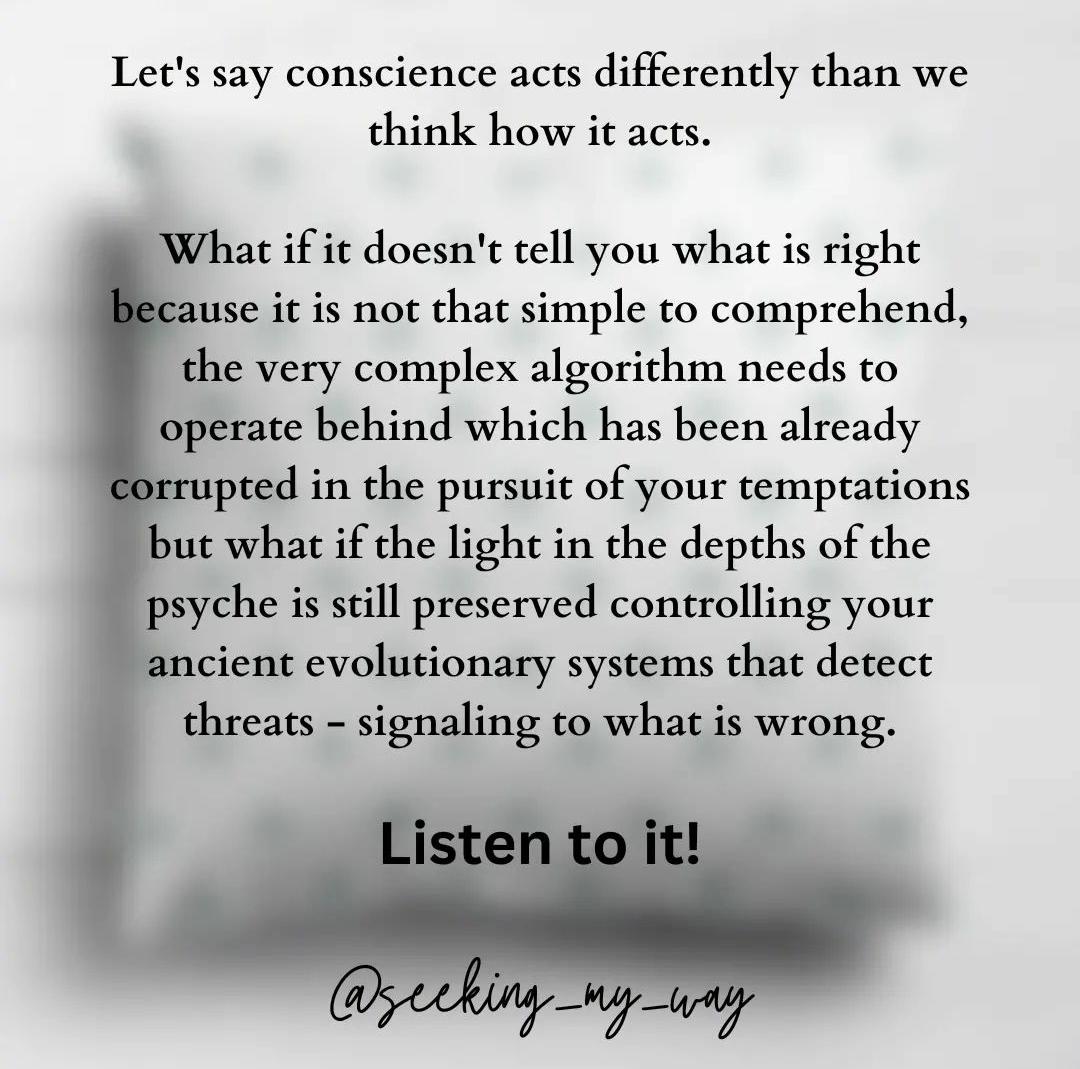 Let's say conscience acts differently than we
think how it acts.
What if it doesn't tell you what is right
because it is not that simple to comprehend,
the very complex algorithm needs to
operate behind which has been already
corrupted in the pursuit of your temptations
but what if the light in the depths of the
psyche is still preserved controlling your
ancient evolutionary systems that detect
threats - signaling to what is wrong.
Listen to it!
@seeking_my_way